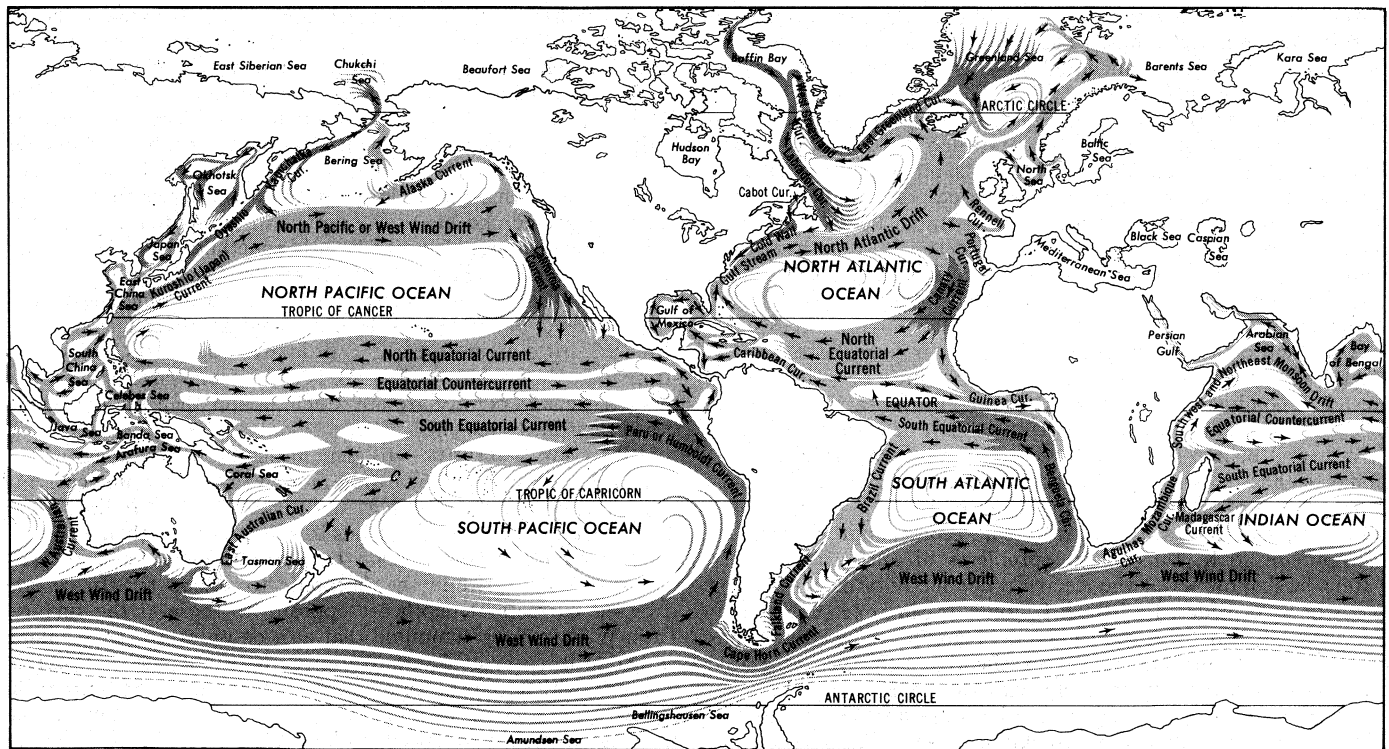 East Siberian Sea
Chukchi
Sea
Beaufort Sea
Baffin Bay
Greenland Sea
Barents Sea
Kara Sea
ARCTIC CIRCLE
East Greenland Cur.
Hudson
Bay
Baltic
Sea
North
Sea
Bering Sea
Okhotsk
Sea
Alaska Current
Cabot Cur.
Rennell
Cur.
North Pacific or West Wind Drift
Cold Wall
North Atlantic Drift
Gulf Stream
Portugal
Cur.
Black Sea
Caspian
Sea
Mediterranean Sea
Japan
Sea
Kuroshio (Japan)
Current
East
China
Sea
NORTH PACIFIC OCEAN
TROPIC OF CANCER
NORTH ATLANTIC
OCEAN
Canary
Current
Gulf of
Mexico
Persian
Gulf
Arabian
Sea
Bay
of Bengal
South
China
Sea
North Equatorial Current
Caribbean Cur.
North
Equatorial
Current
Southwest and Northeast Monsoon Drift
Equatorial Countercurrent
Celebes Sea
EQUATOR
Guinea Cur.
Equatorial Countercurrent
Java Sea
Banda Sea
Arafura Sea
South Equatorial Current
Peru or Humboldt Current
South Equatorial Current
South Equatorial Current
Coral Sea
Brazil Current
Benguela Cur.
TROPIC OF CAPRICORN
SOUTH PACIFIC OCEAN
SOUTH ATLANTIC
OCEAN
Mozambique
Cur.
Madagascar
Current
INDIAN OCEAN
W. Australian
Current
East Australian Cur.
Tasman Sea
Agulhas
Cur.
West Wind Drift
West Wind Drift
West Wind Drift
West Wind Drift
Falkland Current
Cape Horn Current
ANTARCTIC CIRCLE
Bellingshausen Sea
Amundsen Sea